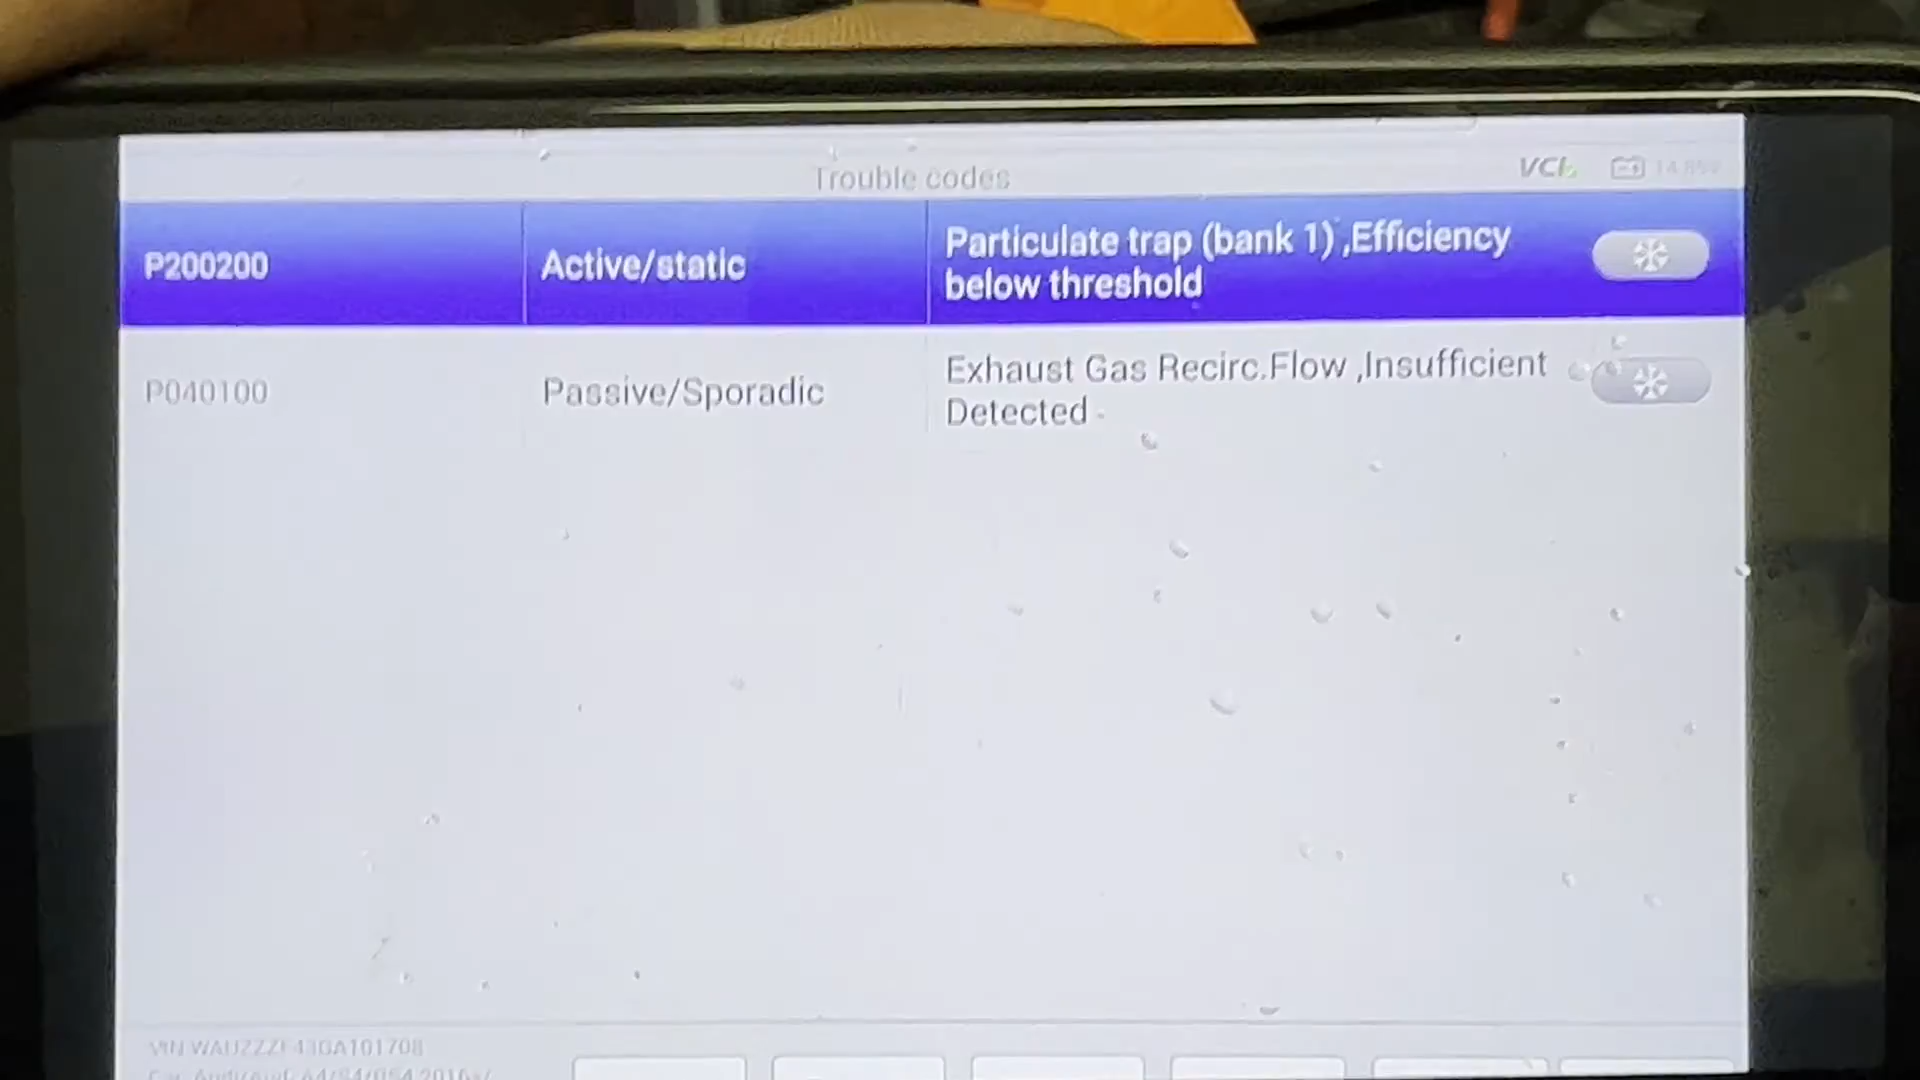 Trouble codes
VCI
P200200
Active/static
Particulate trap (bank 1) ,Efficiency
below threshold
P040100
Passive/Sporadic
Exhaust Gas Recirc.Flow ,Insufficient
Detected
VIN